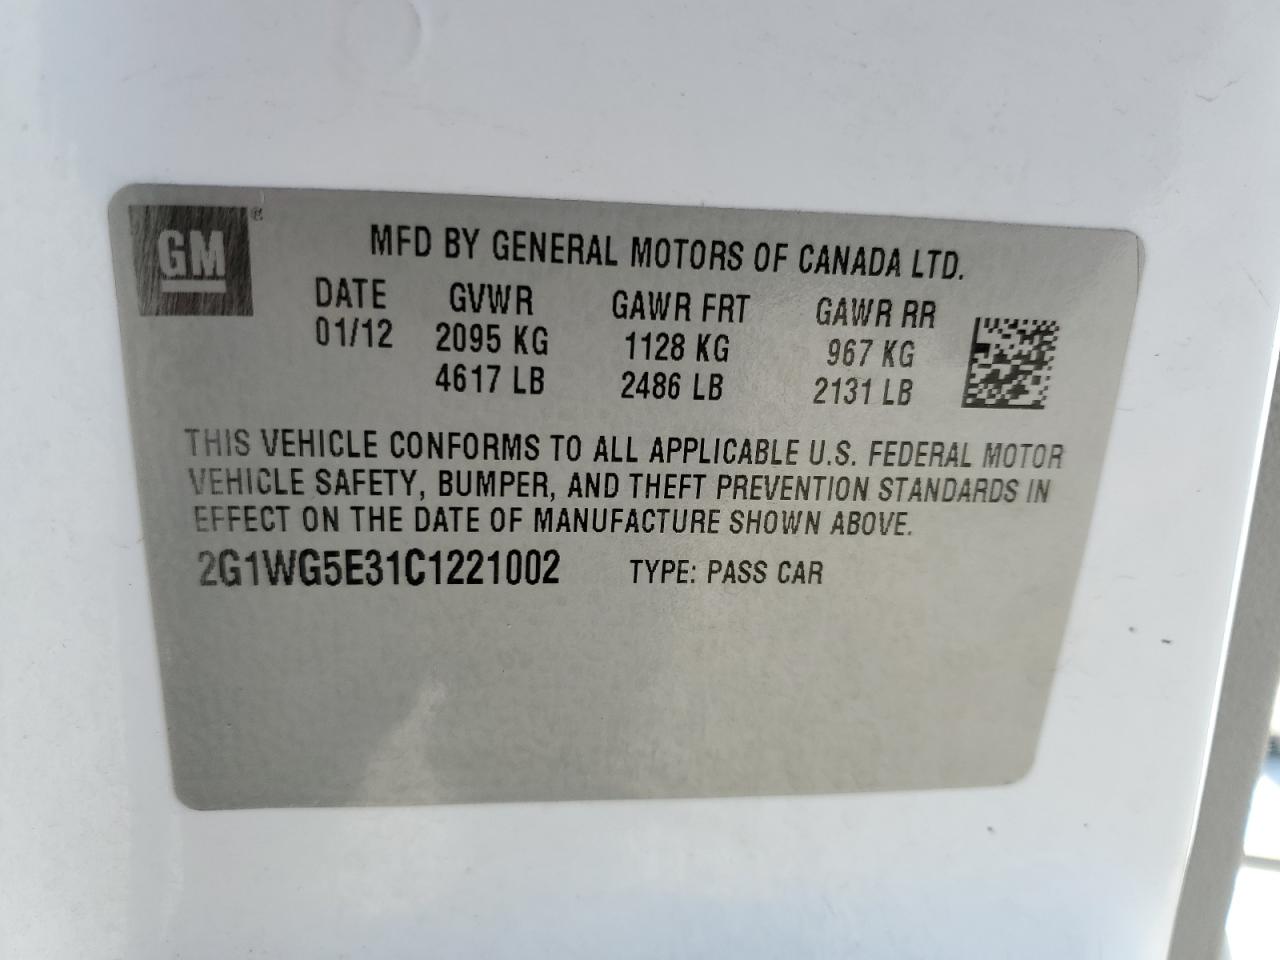 GM ®
MFD BY GENERAL MOTORS OF CANADA LTD.
DATE GVWR GAWR FRT GAWR RR
01/12 2095 KG 1128 KG 967 KG
4617 LB 2486 LB 2131 LB
THIS VEHICLE CONFORMS TO ALL APPLICABLE U.S. FEDERAL MOTOR
VEHICLE SAFETY, BUMPER, AND THEFT PREVENTION STANDARDS IN
EFFECT ON THE DATE OF MANUFACTURE SHOWN ABOVE.
2G1WG5E31C1221002 TYPE: PASS CAR